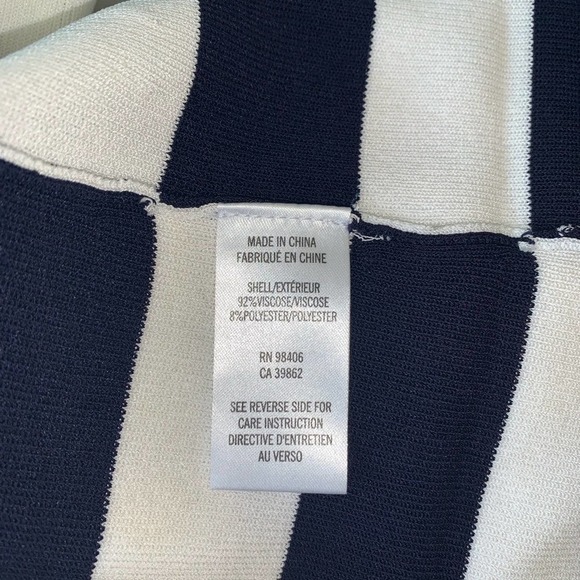 MADE IN CHINA
FABRIQUÉ EN CHINE
SHELL/EXTÉRIEUR
92%VISCOSE/VISCOSE
8%POLYESTER/POLYESTER
RN 98406
CA 39862
SEE REVERSE SIDE FOR
CARE INSTRUCTION
DIRECTIVE D'ENTRETIEN
AU VERSO